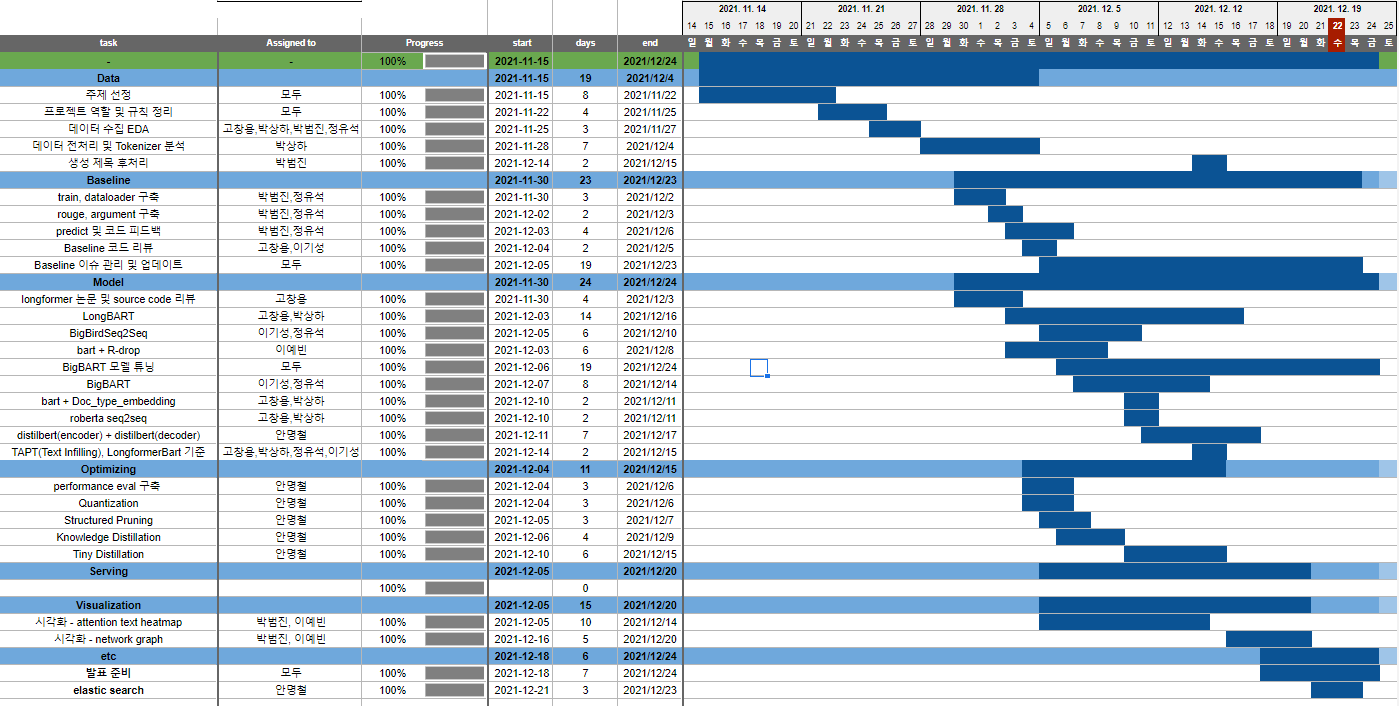 2021. 11. 14 2021. 11. 21 2021. 11. 28 2021. 12. 5 2021. 12. 12 2021. 12. 19
14 15 16 17 18 19 20 21 22 23 24 25 26 27 28 29 30 1 2 3 4 5 6 7 8 9 10 11 12 13 14 15 16 17 18 19 20 21 22 23 24 25
task Assigned to Progress start days end 일 월 화 수 목 금 토 일 월 화 수 목 금 토 일 월 화 수 목 금 토 일 월 화 수 목 금 토 일 월 화 수 목 금 토 일 월 화 수 목 금 토
- - 100% 2021-11-15 2021/12/24
Data 2021-11-15 19 2021/12/4
주제 선정 모두 100% 2021-11-15 8 2021/11/22
프로젝트 역할 및 규칙 정리 모두 100% 2021-11-22 4 2021/11/25
데이터 수집 EDA 고창용,박상하,박범진,정유석 100% 2021-11-25 3 2021/11/27
데이터 전처리 및 Tokenizer 분석 박상하 100% 2021-11-28 7 2021/12/4
생성 제목 후처리 박범진 100% 2021-12-14 2 2021/12/15
Baseline 2021-11-30 23 2021/12/23
train, dataloader 구축 박범진,정유석 100% 2021-11-30 3 2021/12/2
rouge, argument 구축 박범진,정유석 100% 2021-12-02 2 2021/12/3
predict 및 코드 피드백 박범진,정유석 100% 2021-12-03 4 2021/12/6
Baseline 코드 리뷰 고창용,이기성 100% 2021-12-04 2 2021/12/5
Baseline 이슈 관리 및 업데이트 모두 100% 2021-12-05 19 2021/12/23
Model 2021-11-30 24 2021/12/24
longformer 논문 및 source code 리뷰 고창용 100% 2021-11-30 4 2021/12/3
LongBART 고창용,박상하 100% 2021-12-03 14 2021/12/16
BigBirdSeq2Seq 이기성,정유석 100% 2021-12-05 6 2021/12/10
bart + R-drop 이예빈 100% 2021-12-03 6 2021/12/8
BigBART 모델 튜닝 모두 100% 2021-12-06 19 2021/12/24
BigBART 이기성,정유석 100% 2021-12-07 8 2021/12/14
bart + Doc_type_embedding 고창용,박상하 100% 2021-12-10 2 2021/12/11
roberta seq2seq 고창용,박상하 100% 2021-12-10 2 2021/12/11
distilbert(encoder) + distilbert(decoder) 안명철 100% 2021-12-11 7 2021/12/17
TAPT(Text Infilling), LongformerBart 기준 고창용,박상하,정유석,이기성 100% 2021-12-14 2 2021/12/15
Optimizing 2021-12-04 11 2021/12/15
performance eval 구축 안명철 100% 2021-12-04 3 2021/12/6
Quantization 안명철 100% 2021-12-04 3 2021/12/6
Structured Pruning 안명철 100% 2021-12-05 3 2021/12/7
Knowledge Distillation 안명철 100% 2021-12-06 4 2021/12/9
Tiny Distillation 안명철 100% 2021-12-10 6 2021/12/15
Serving 2021-12-05 2021/12/20
100% 0
Visualization 2021-12-05 15 2021/12/20
시각화 - attention text heatmap 박범진, 이예빈 100% 2021-12-05 10 2021/12/14
시각화 - network graph 박범진, 이예빈 100% 2021-12-16 5 2021/12/20
etc 2021-12-18 6 2021/12/24
발표 준비 모두 100% 2021-12-18 7 2021/12/24
elastic search 안명철 100% 2021-12-21 3 2021/12/23